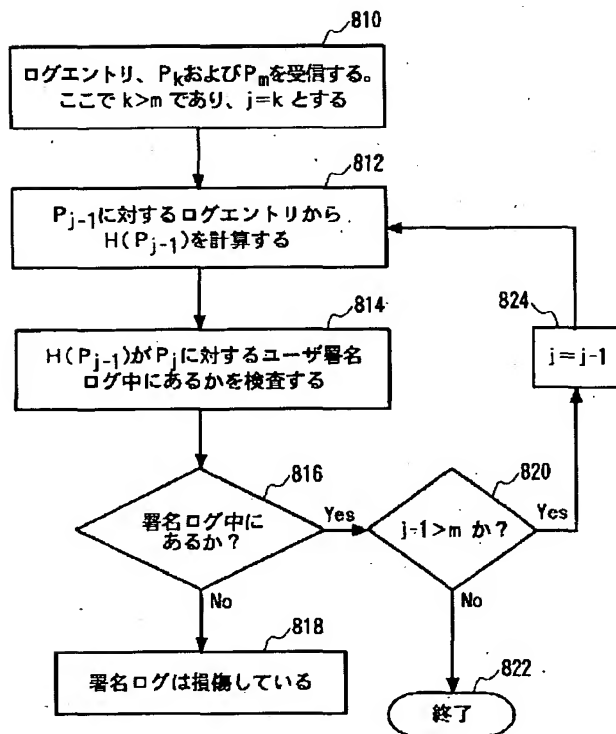 810
ログエントリ、PkおよびPmを受信する。
ここでk>mであり、j=kとする
812
Pj-1に対するログエントリから
H(Pj-1)を計算する
814
H(Pj-1)がPjに対するユーザ署名
ログ中にあるかを検査する
824
j=j-1
816
署名ログ中に
あるか?
Yes
820
j-1>mか?
Yes
No
No
818
署名ログは損傷している
822
終了